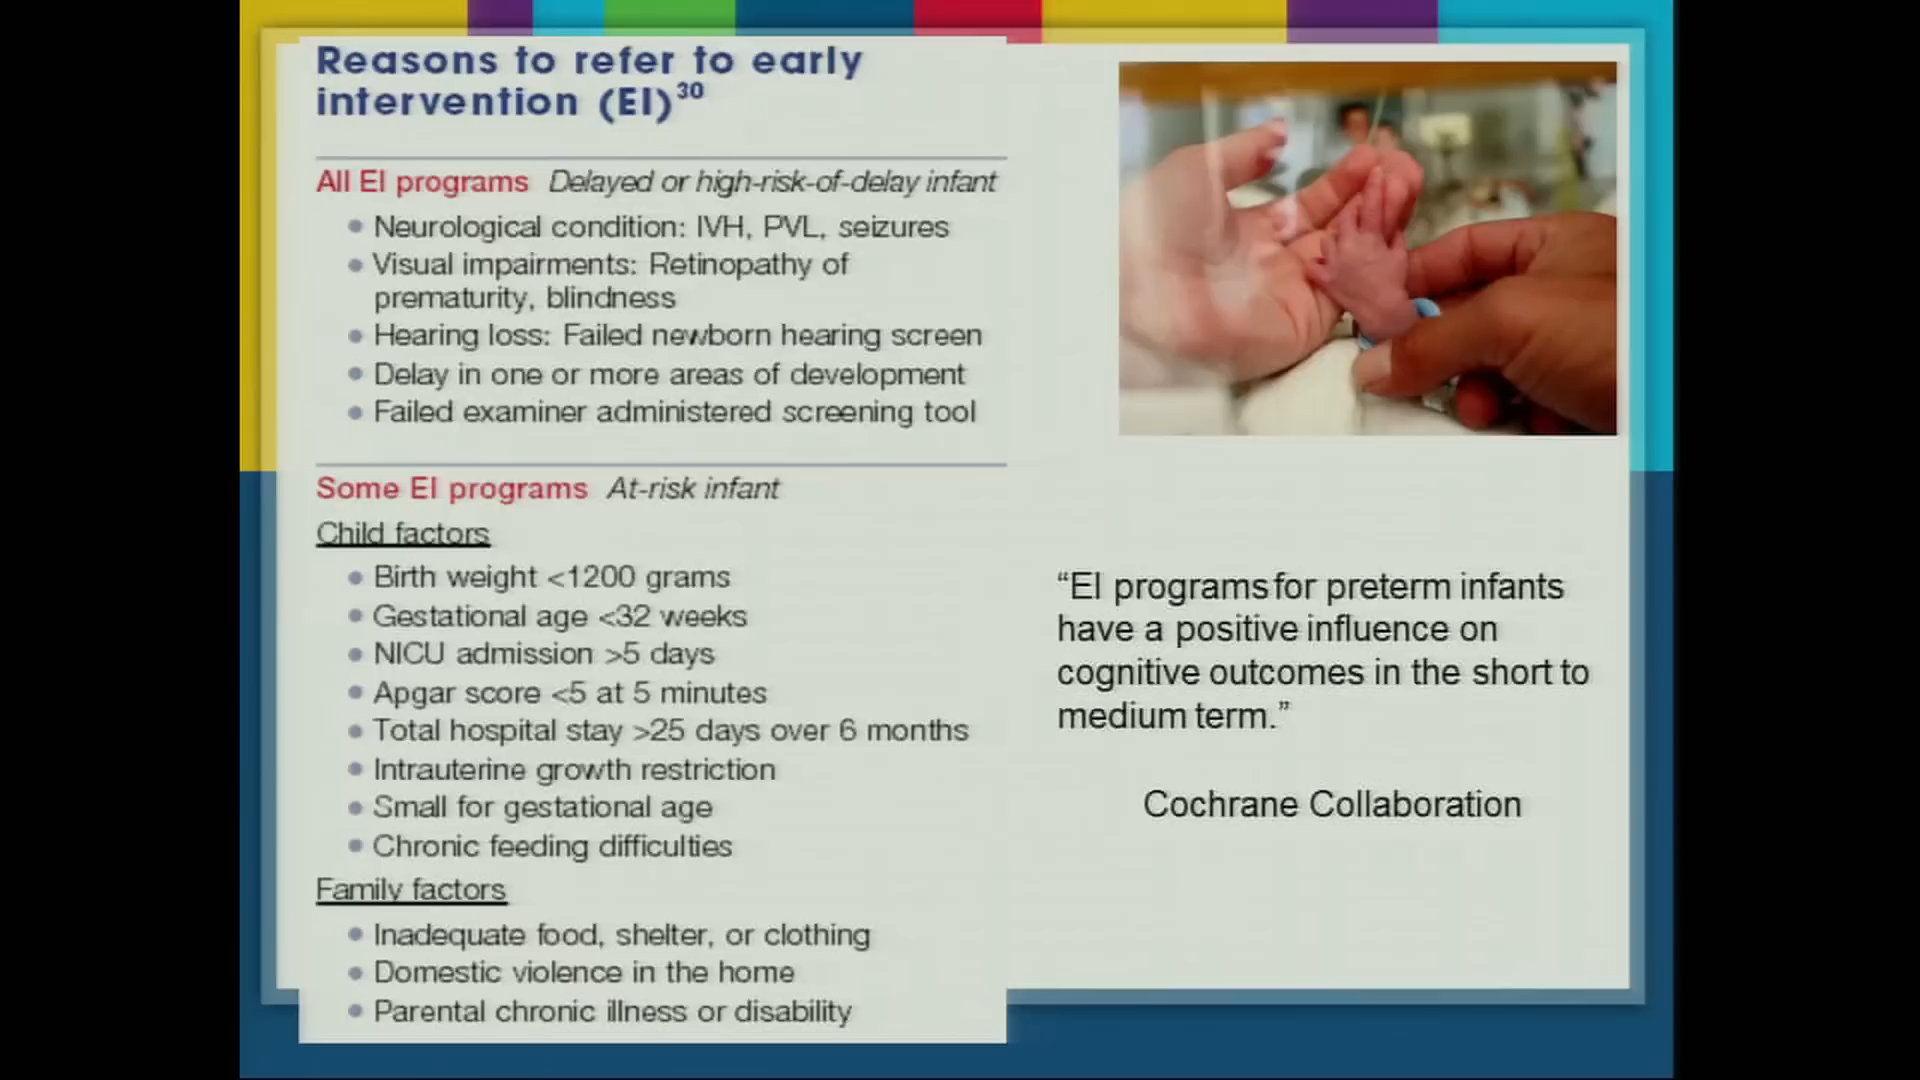 Reasons to refer to early
intervention (EI)30
All EI programs Delayed or high-risk-of-delay infant
• Neurological condition: IVH, PVL, seizures
• Visual impairments: Retinopathy of
prematurity, blindness
• Hearing loss: Failed newborn hearing screen
• Delay in one or more areas of development
• Failed examiner administered screening tool
Some EI programs At-risk infant
Child factors
• Birth weight <1200 grams
• Gestational age <32 weeks
• NICU admission >5 days
• Apgar score <5 at 5 minutes
• Total hospital stay >25 days over 6 months
• Intrauterine growth restriction
• Small for gestational age
• Chronic feeding difficulties
Family factors
• Inadequate food, shelter, or clothing
• Domestic violence in the home
• Parental chronic illness or disability
“EI programs for preterm infants
have a positive influence on
cognitive outcomes in the short to
medium term.”
Cochrane Collaboration